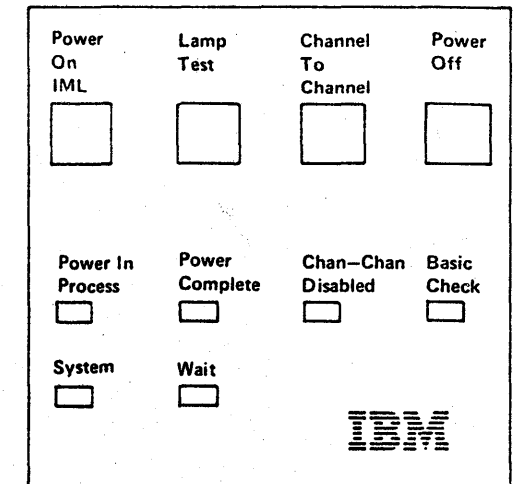 Power On IML
Lamp Test
Channel To Channel
Power Off
Power In Process
Power Complete
Chan—Chan Disabled
Basic Check
System
Wait
IBM